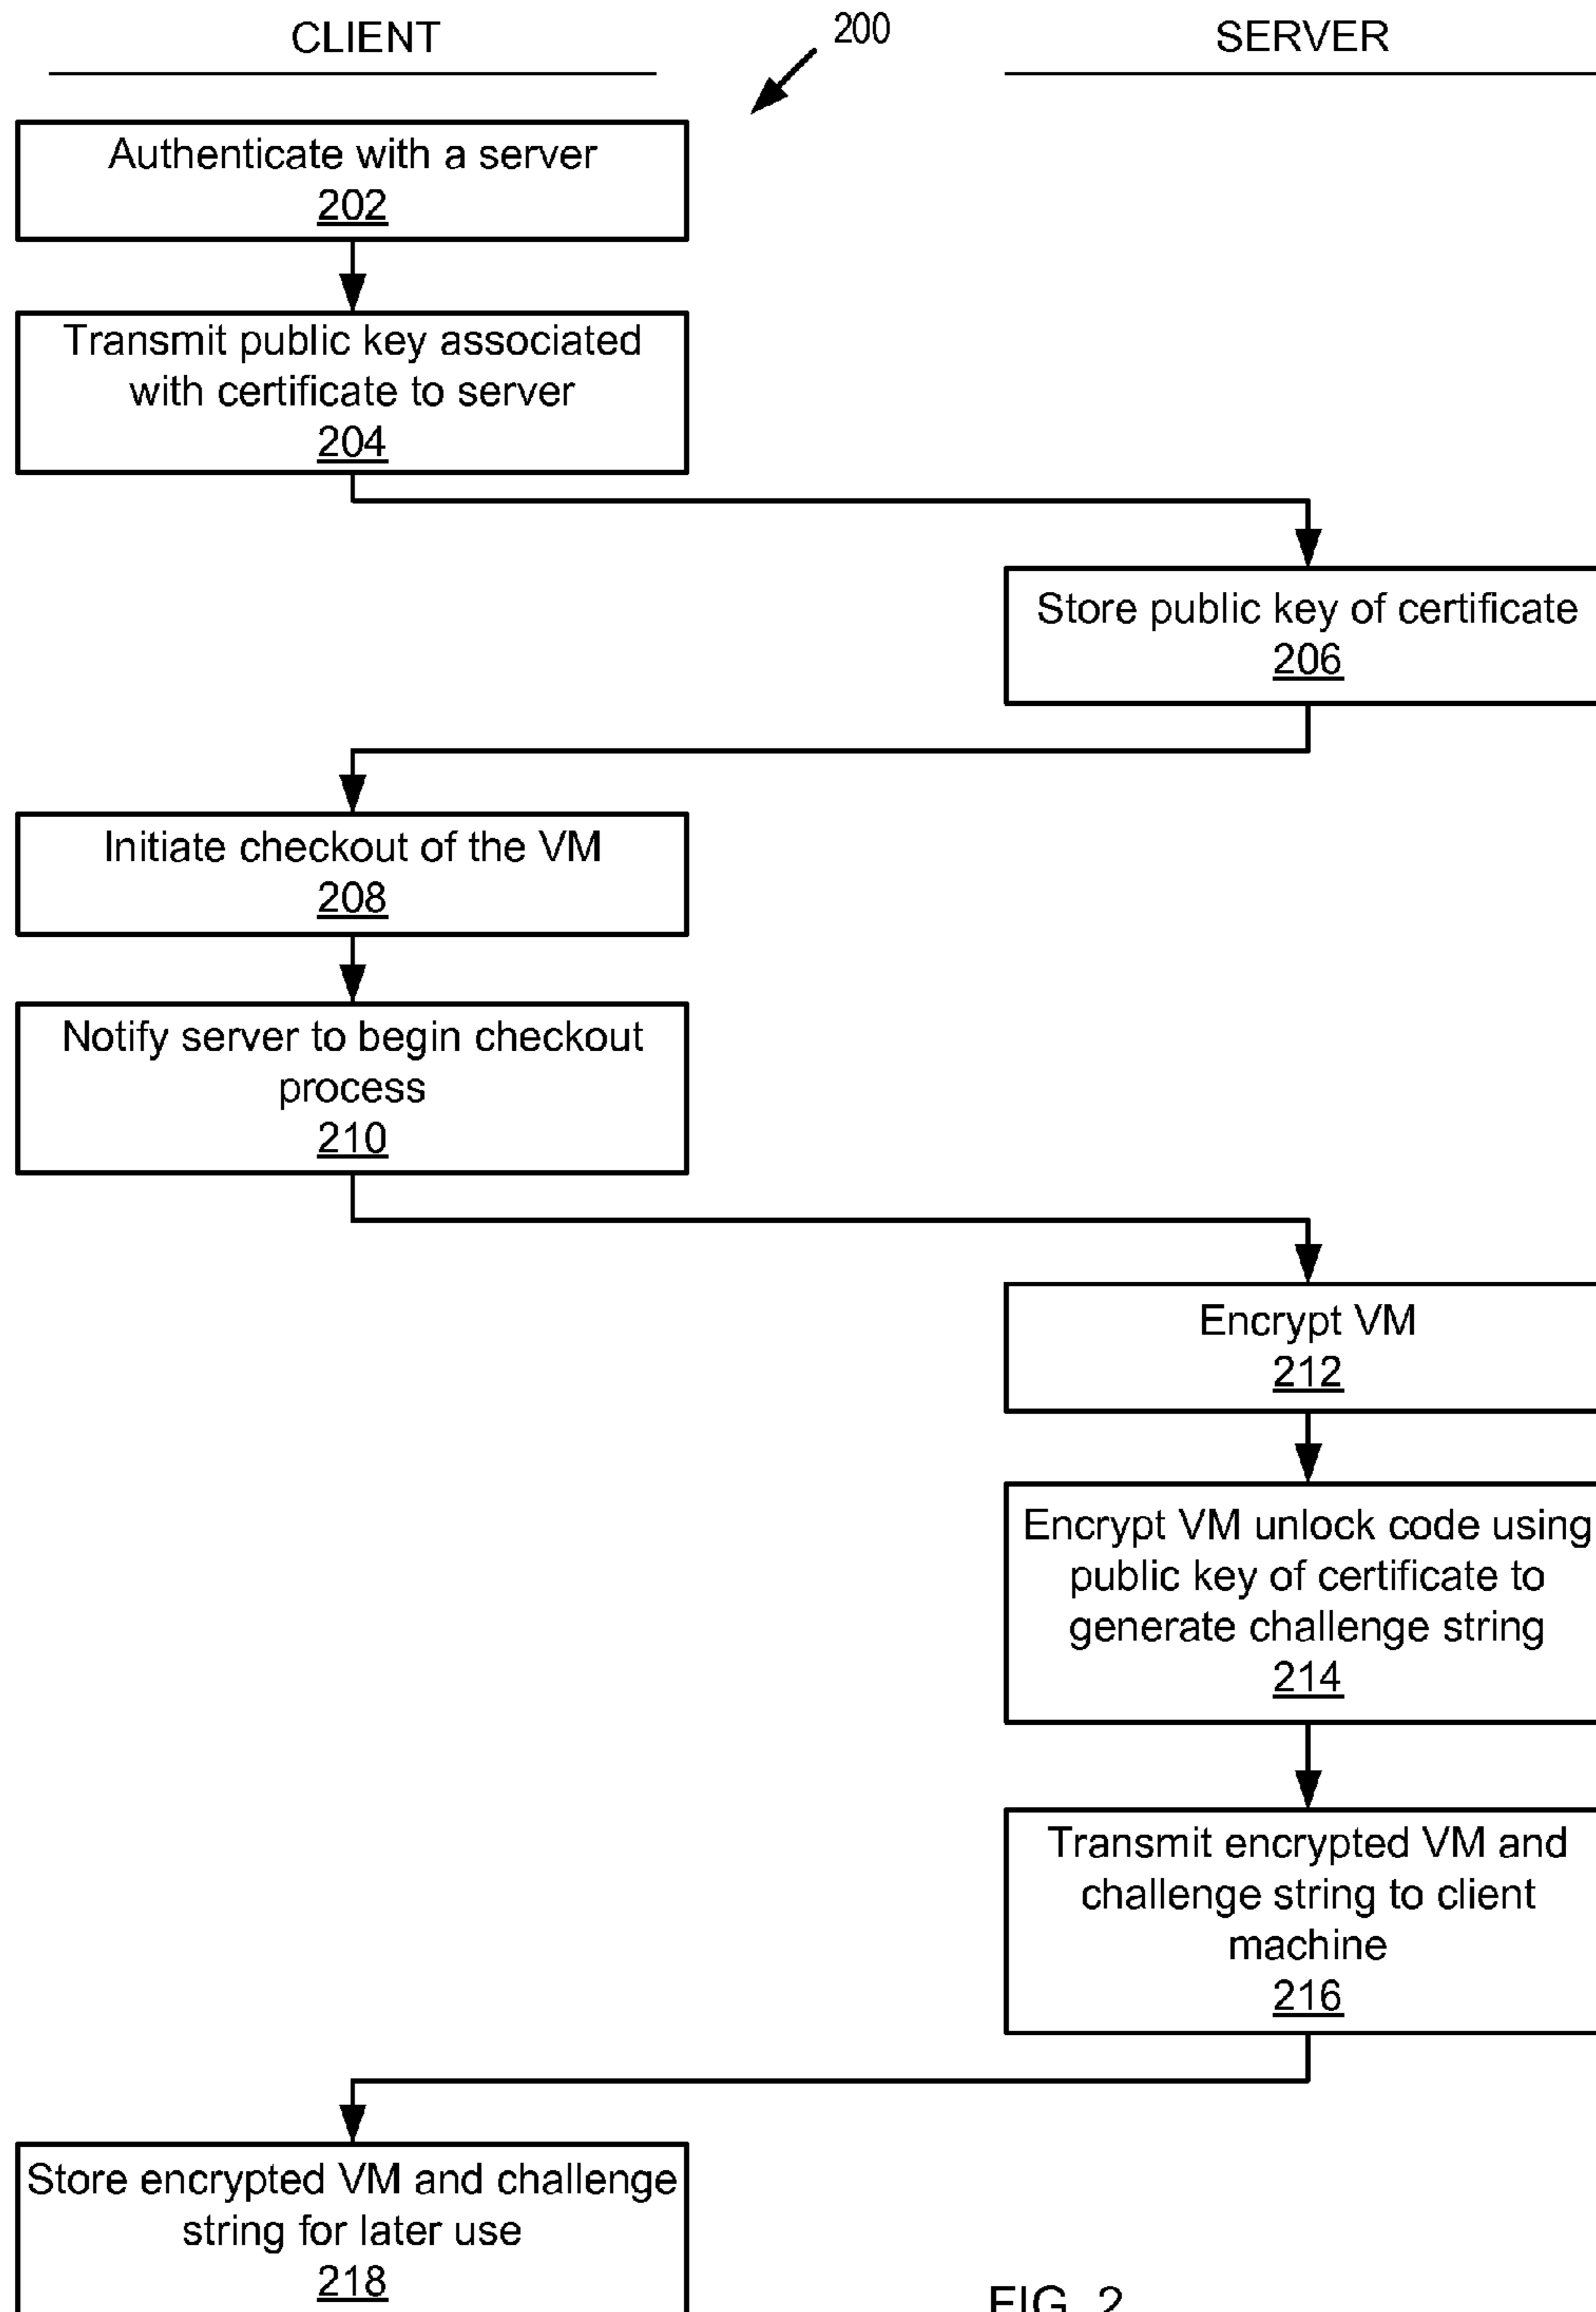 CLIENT
200
SERVER
Authenticate with a server
202
Transmit public key associated
with certificate to server
204
Store public key of certificate
206
Initiate checkout of the VM
208
Notify server to begin checkout
process
210
Encrypt VM
212
Encrypt VM unlock code using
public key of certificate to
generate challenge string
214
Transmit encrypted VM and
challenge string to client
machine
216
Store encrypted VM and challenge
string for later use
218
FIG. 2